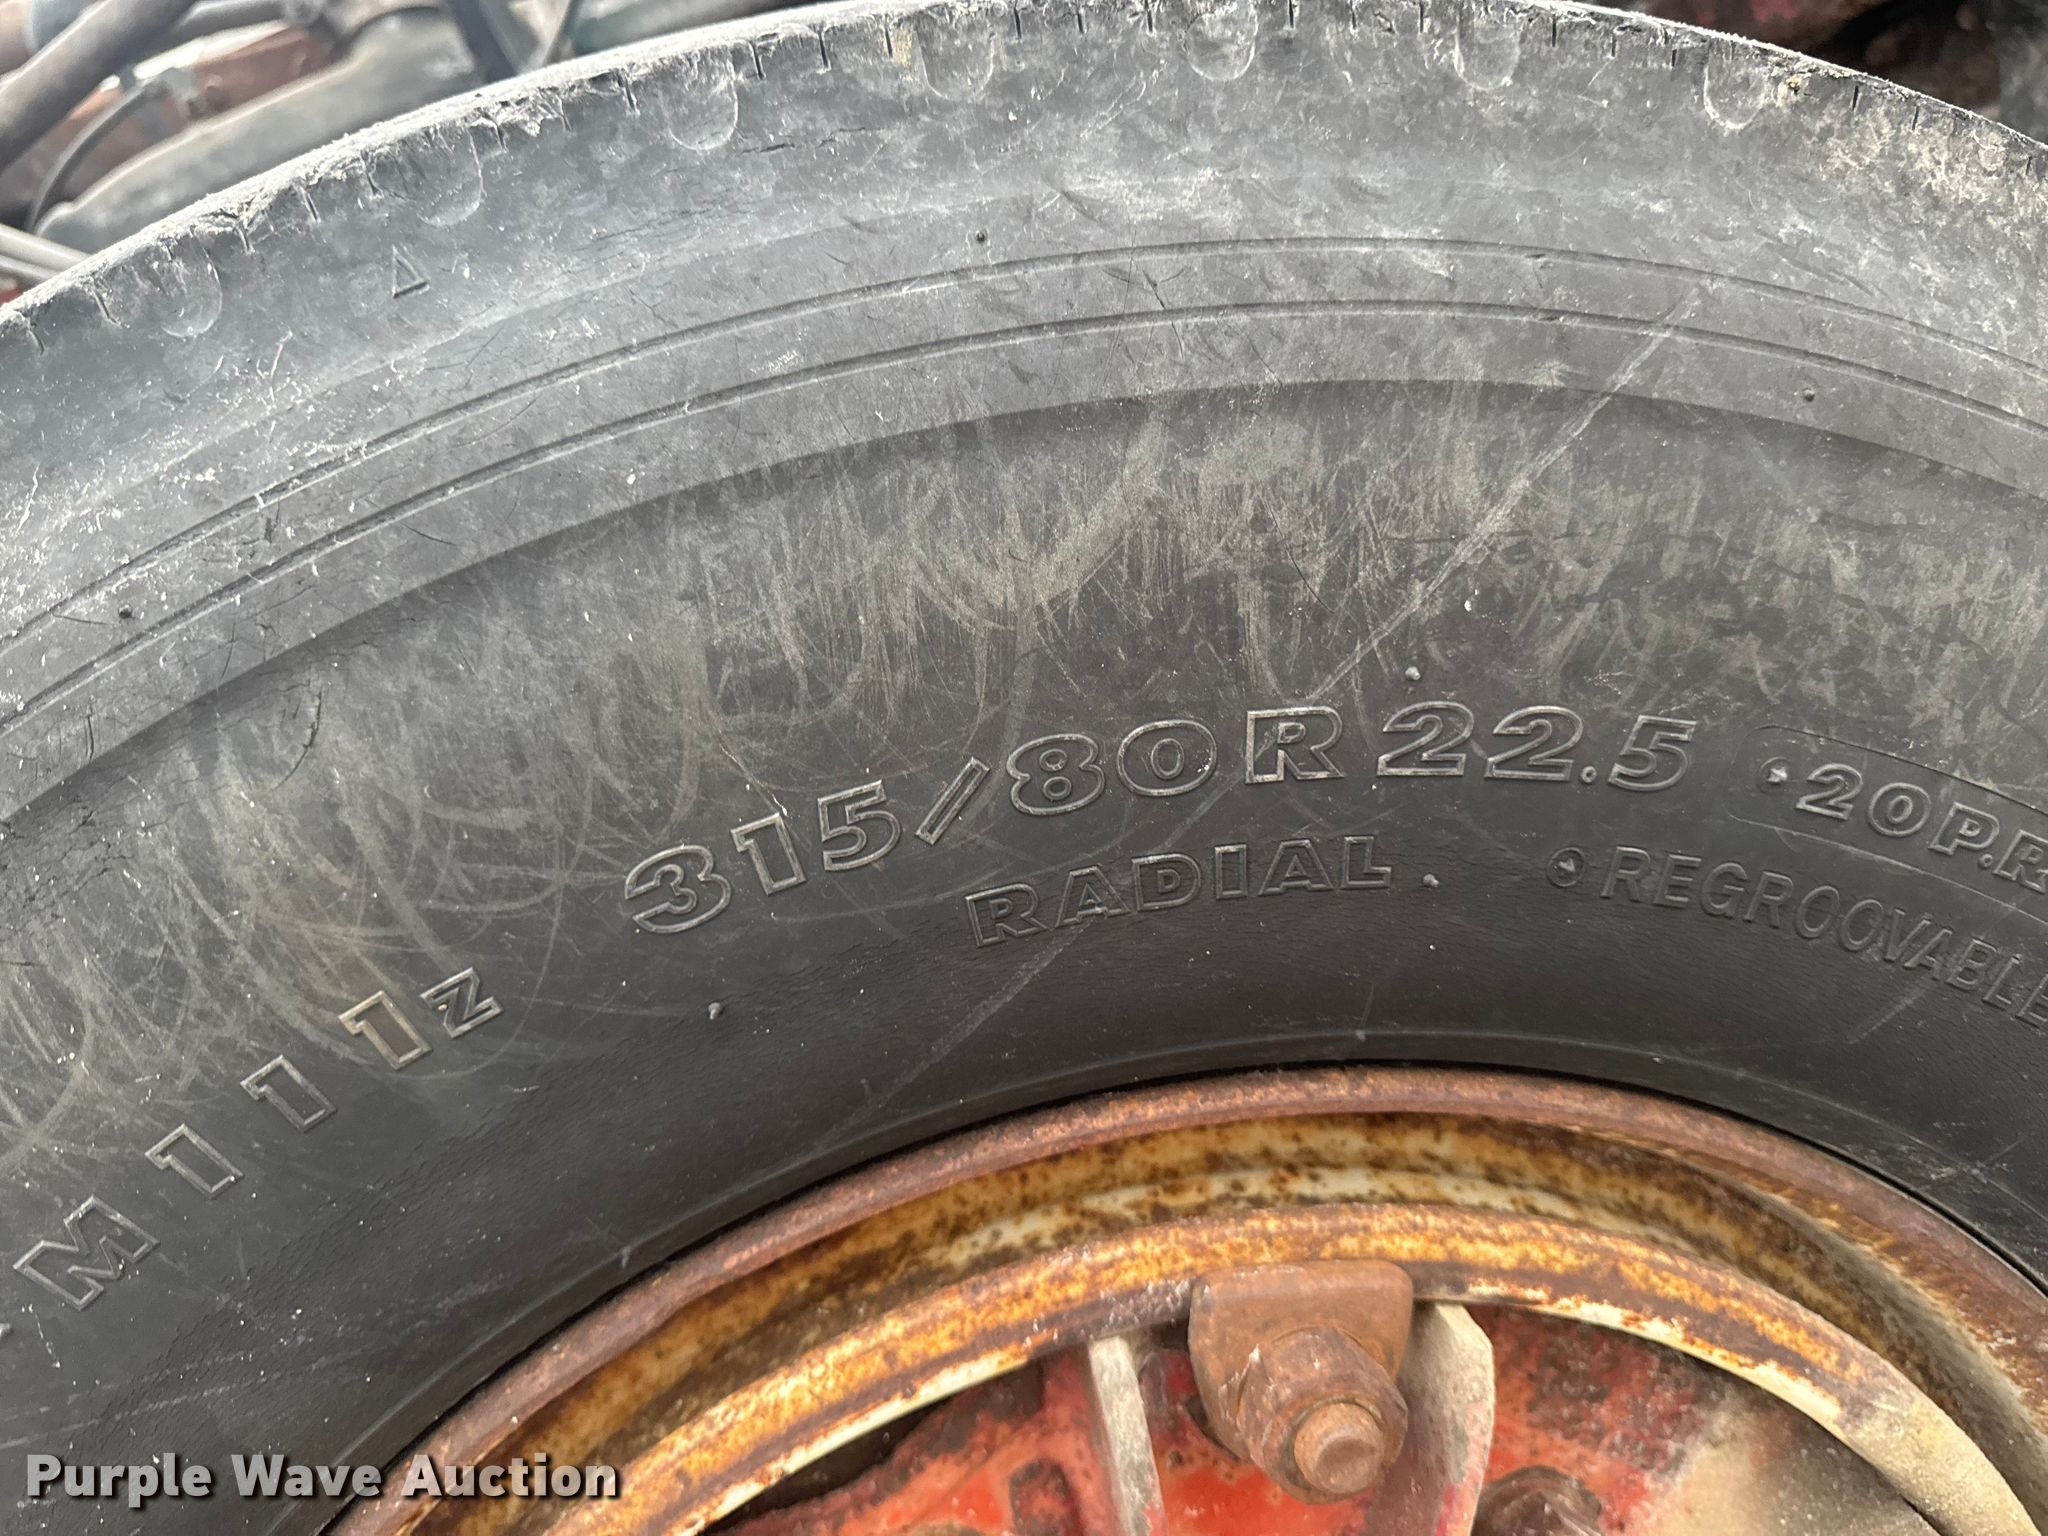 M111Z 315/80R22.5 20P.R
RADIAL REGROOVABLE
Purple Wave Auction